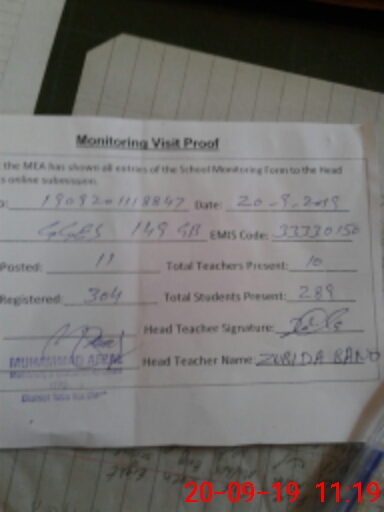 Monitoring Visit Proof
the MEA has shown all entries of the School Monitoring Form to the Head
s online submission.
1909201118847 Date: 20-9-2019
GGES 149 GB EMIS Code: 33330150
Posted: 11 Total Teachers Present: 10
Registered: 304 Total Students Present: 289
Head Teacher Signature:
MUHAMMAD Head Teacher Name: ZUBIDA BANO
20-09-19 11:19